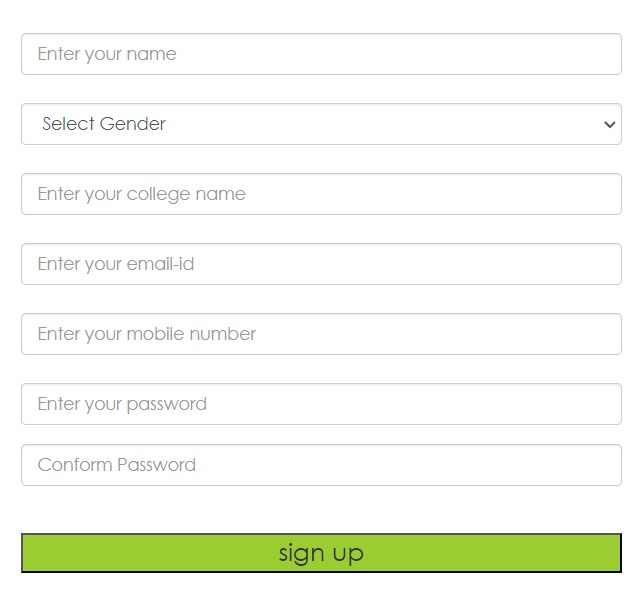 Enter your name
Select Gender
Enter your college name
Enter your email-id
Enter your mobile number
Enter your password
Conform Password
sign up